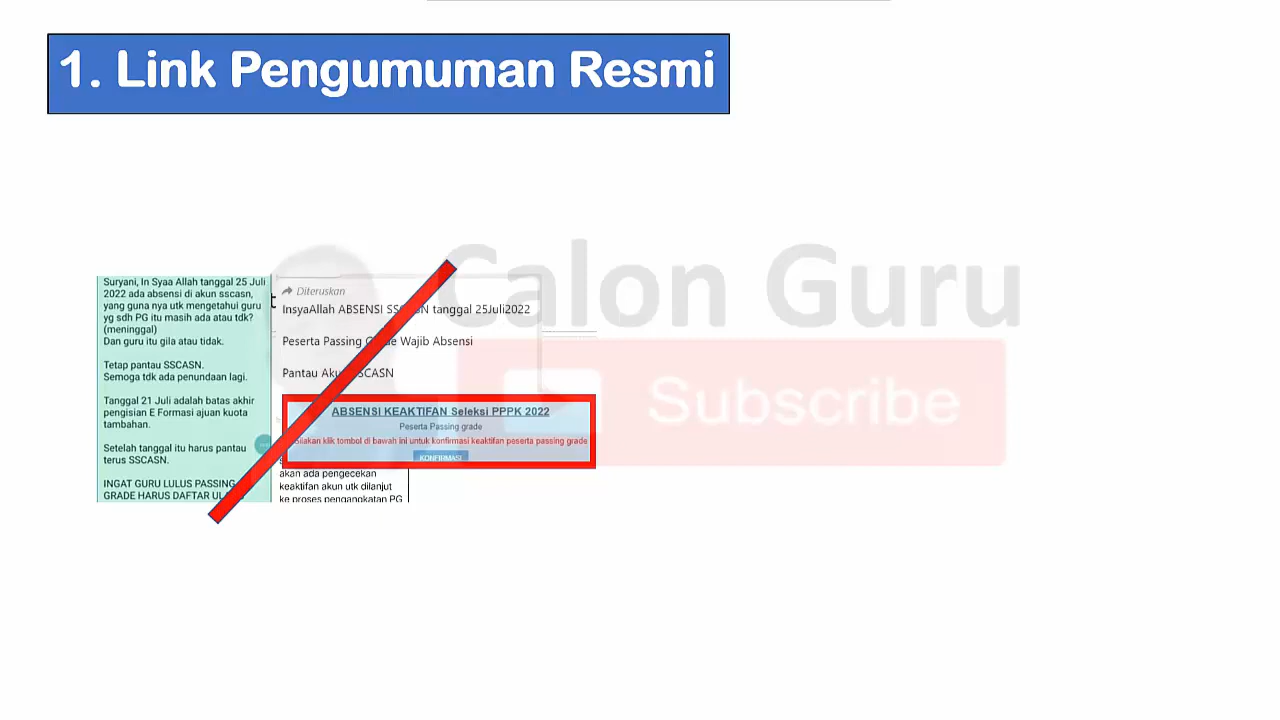 1. Link Pengumuman Resmi
Calon Guru
Subscribe
Suryani, In Syaa Allah tanggal 25 Juli
2022 ada absensi di akun sscasn,
yang guna nya utk mengetahui guru
yg sdh PG itu masih ada atau tdk?
(meninggal)
Dan guru itu gila atau tidak.
Tetap pantau SSCASN.
Semoga tdk ada penundaan lagi.
Tanggal 21 Juli adalah batas akhir
pengisian E Formasi ajuan kuota
tambahan.
Setelah tanggal itu harus pantau
terus SSCASN.
INGAT GURU LULUS PASSING
GRADE HARUS DAFTAR
Diteruskan
InsyaAllah ABSENSI tanggal 25Juli2022
Peserta Passing Wajib Absensi
Pantau
ABSENSI KEAKTIFAN Seleksi PPPK 2022
Peserta Passing grade
Silakan klik tombol di bawah ini untuk konfirmasi keaktifan peserta passing grade
KONFIRMASI
akan ada pengecekan
keaktifan akun utk dilanjut
ke proses pengangkatan PG